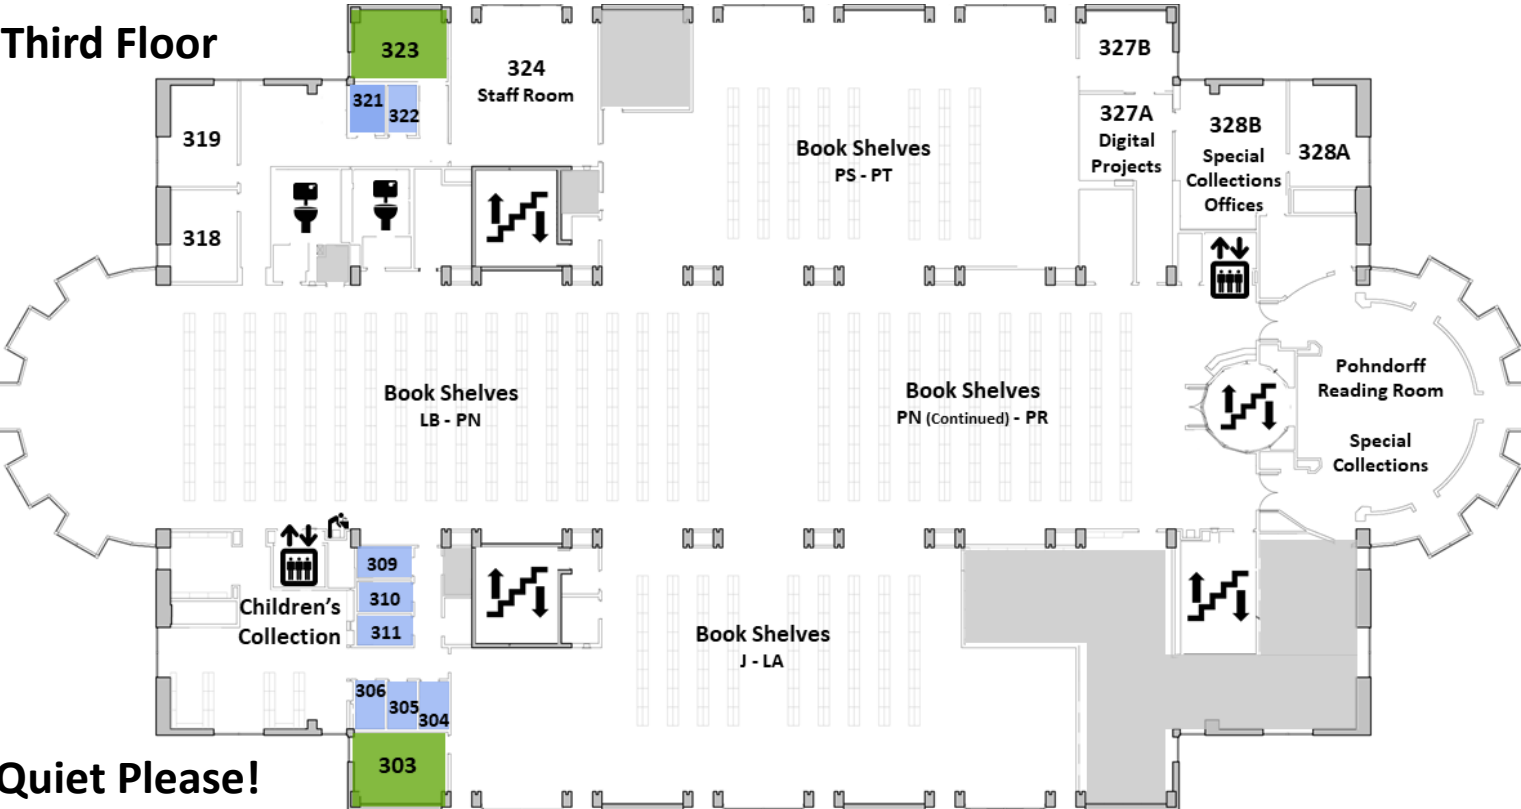 Third Floor
323
324
Staff Room
321
322
319
318
327B
327A
Digital
Projects
328B
Special
Collections
Offices
328A
Book Shelves
PS - PT
Book Shelves
LB - PN
Book Shelves
PN (Continued) - PR
Pohndorff
Reading Room
Special
Collections
309
310
311
Children's
Collection
Book Shelves
J - LA
306
305
304
303
Quiet Please!